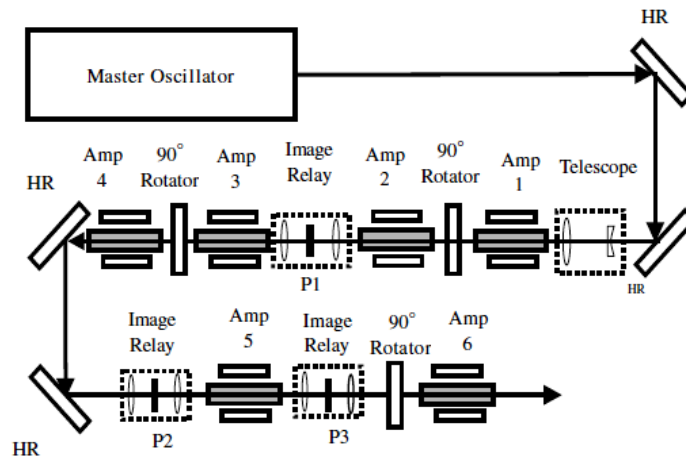 HR
Master Oscillator
Amp
4
90°
Rotator
Amp
3
Image
Relay
Amp
2
90°
Rotator
Amp
1
Telescope
HR
P1
HR
Image
Relay
Amp
5
Image
Relay
90°
Rotator
Amp
6
P2
P3
HR